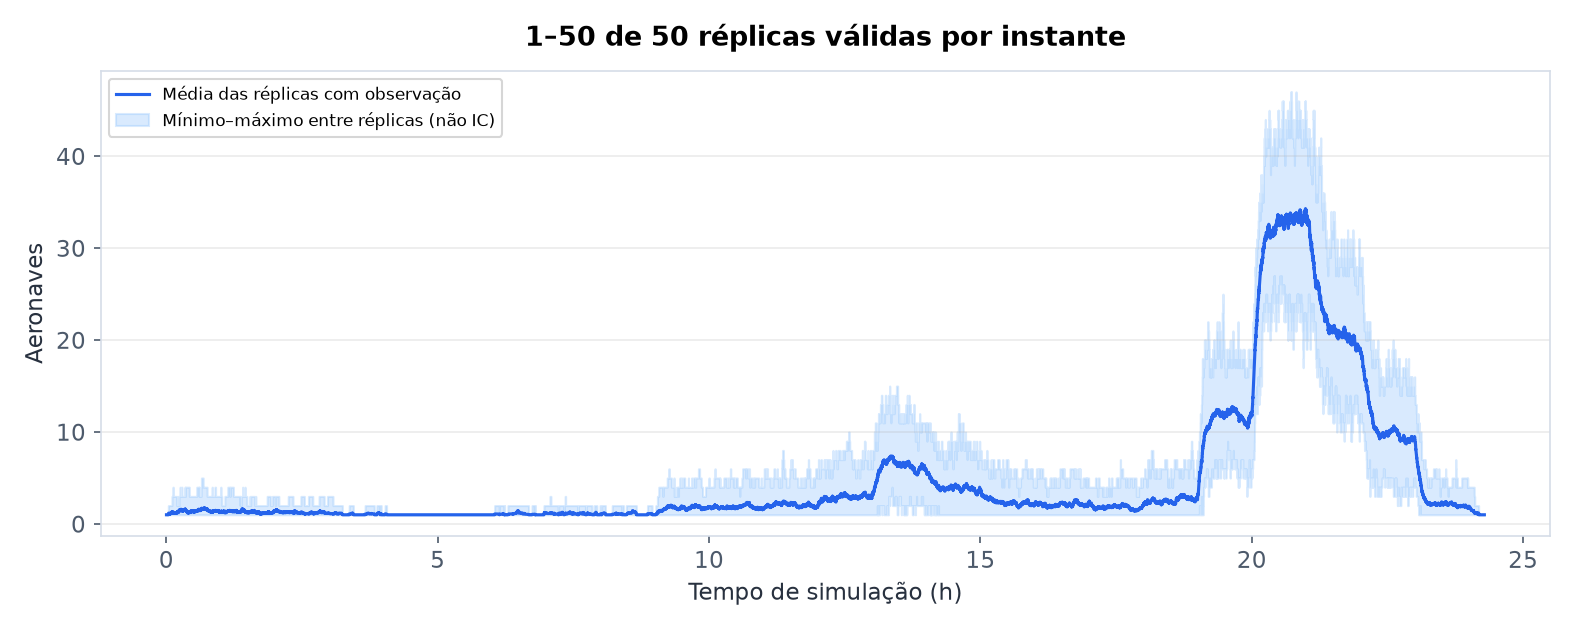 1–50 de 50 réplicas válidas por instante
Média das réplicas com observação
Mínimo–máximo entre réplicas (não IC)
Aeronaves
40
30
20
10
0
0 5 10 15 20 25
Tempo de simulação (h)